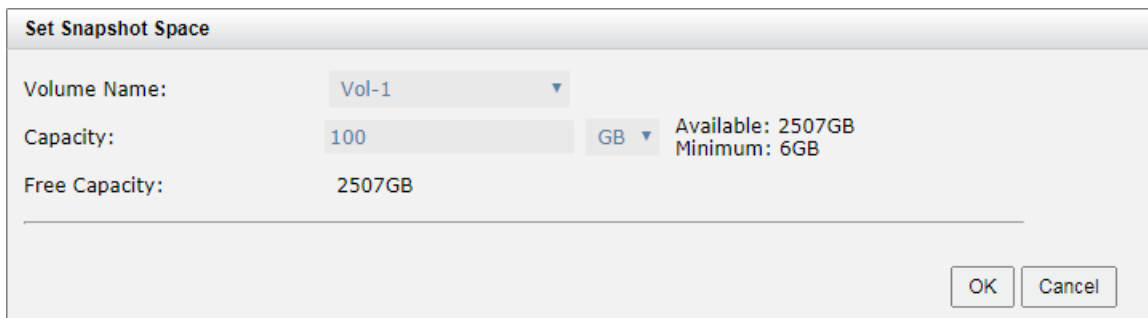 Set Snapshot Space
Volume Name: Vol-1
Capacity: 100 GB Available: 2507GB
Minimum: 6GB
Free Capacity: 2507GB
OK Cancel